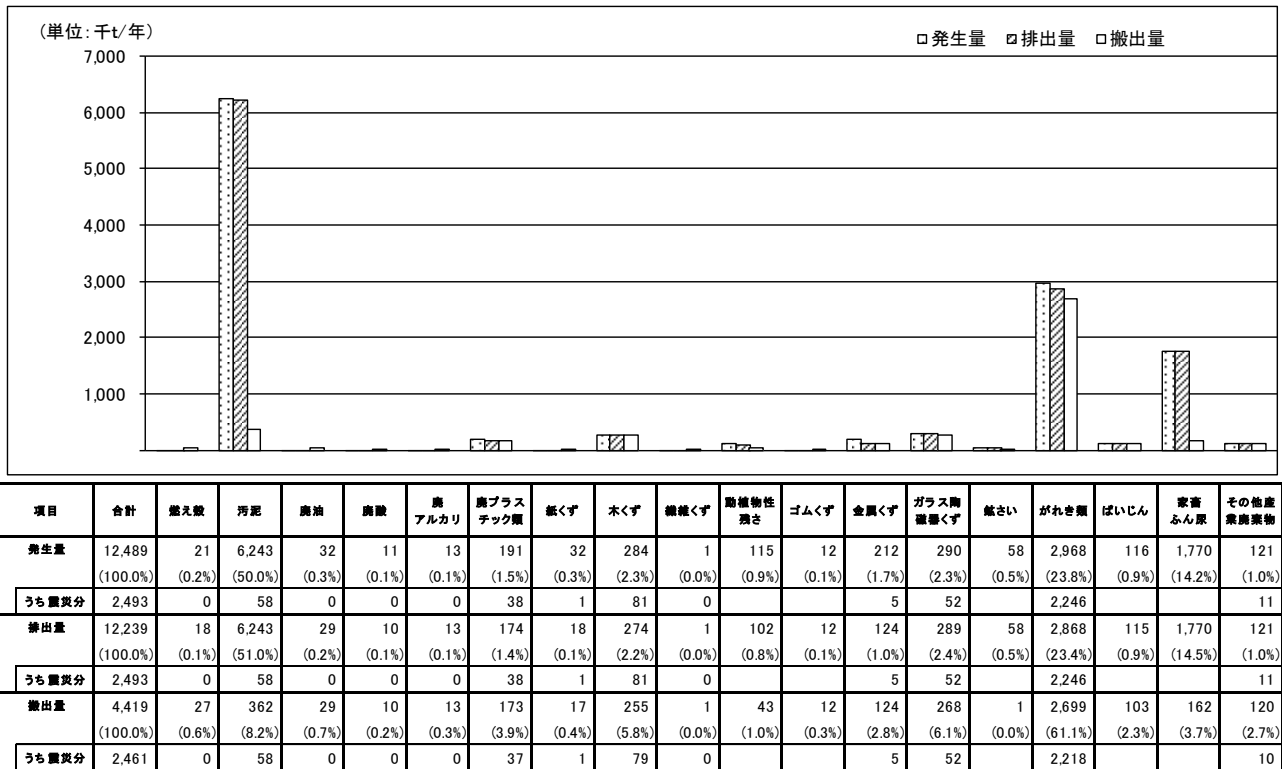 （単位：千t/年）
発生量 排出量 搬出量
7,000
6,000
5,000
4,000
3,000
2,000
1,000
項目 合計 燃え殻 汚泥 廃油 廃酸 廃アルカリ 廃プラスチック類 紙くず 木くず 繊維くず 動植物性残さ ゴムくず 金属くず ガラス陶磁器くず 鉱さい がれき類 ばいじん 家畜ふん尿 その他産業廃棄物
発生量 12,489 21 6,243 32 11 13 191 32 284 1 115 12 212 290 58 2,968 116 1,770 121
(100.0%) (0.2%) (50.0%) (0.3%) (0.1%) (0.1%) (1.5%) (0.3%) (2.3%) (0.0%) (0.9%) (0.1%) (1.7%) (2.3%) (0.5%) (23.8%) (0.9%) (14.2%) (1.0%)
うち震災分 2,493 0 58 0 0 0 38 1 81 0 5 52 2,246 11
排出量 12,239 18 6,243 29 10 13 174 18 274 1 102 12 124 289 58 2,868 115 1,770 121
(100.0%) (0.1%) (51.0%) (0.2%) (0.1%) (0.1%) (1.4%) (0.1%) (2.2%) (0.0%) (0.8%) (0.1%) (1.0%) (2.4%) (0.5%) (23.4%) (0.9%) (14.5%) (1.0%)
うち震災分 2,493 0 58 0 0 0 38 1 81 0 5 52 2,246 11
搬出量 4,419 27 362 29 10 13 173 17 255 1 43 12 124 268 1 2,699 103 162 120
(100.0%) (0.6%) (8.2%) (0.7%) (0.2%) (0.3%) (3.9%) (0.4%) (5.8%) (0.0%) (1.0%) (0.3%) (2.8%) (6.1%) (0.0%) (61.1%) (2.3%) (3.7%) (2.7%)
うち震災分 2,461 0 58 0 0 0 37 1 79 0 5 52 2,218 10